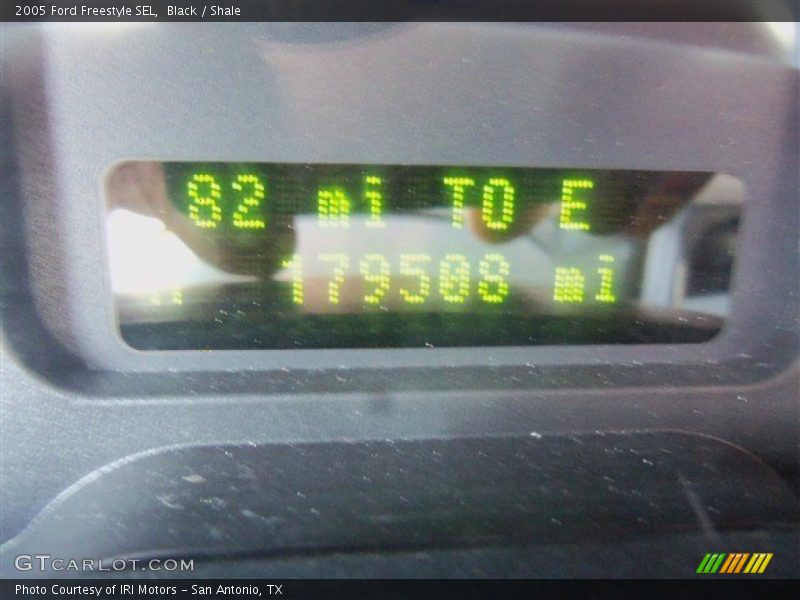 2005 Ford Freestyle SEL, Black / Shale
82 mi TO E
179508 mi
GTCARLOT.COM
Photo Courtesy of IRI Motors - San Antonio, TX